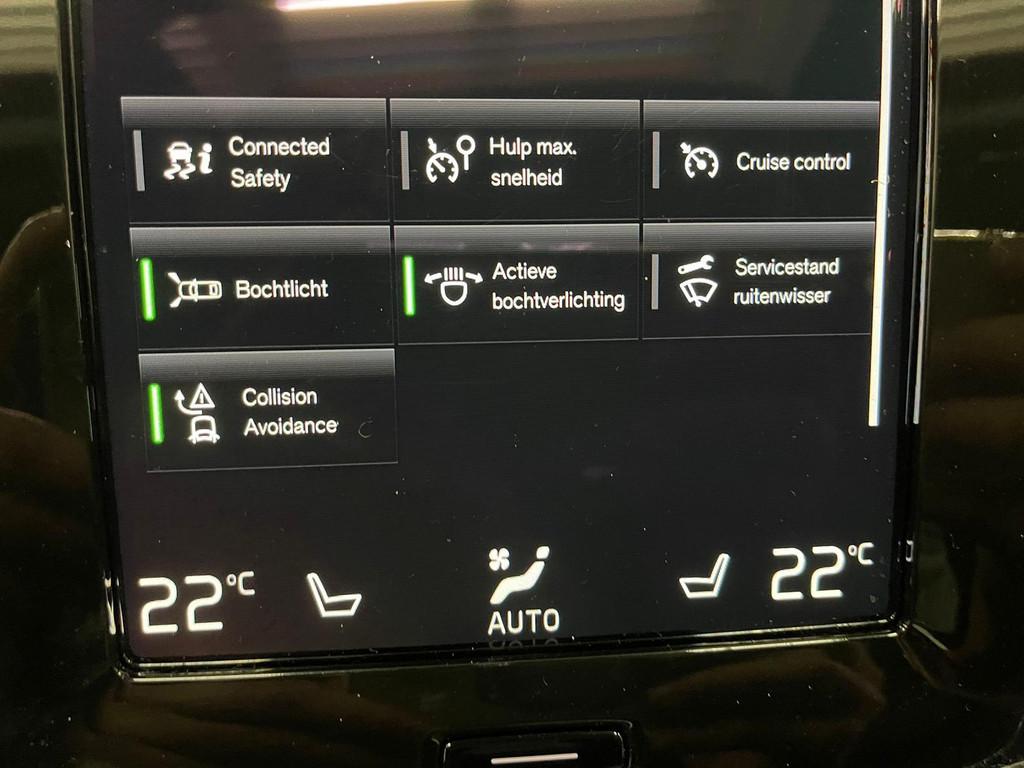 Connected
Safety
Hulp max.
snelheid
Cruise control
Bochtlicht
Actieve
bochtverlichting
Servicestand
ruitenwisser
Collision
Avoidance
22°C
AUTO
22°C